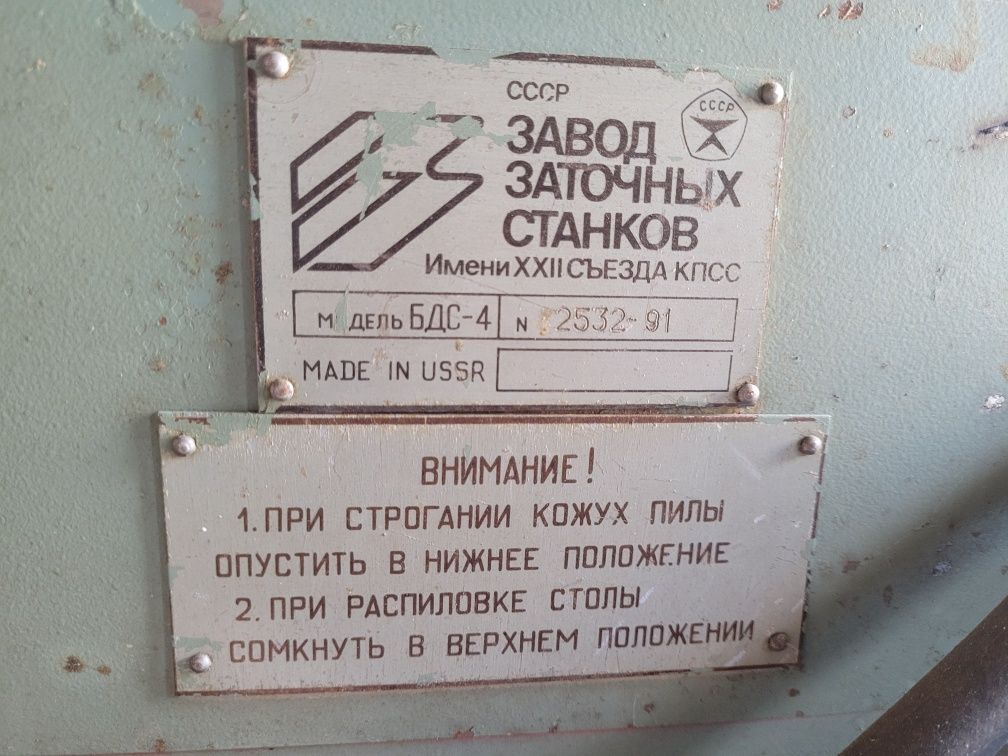 СССР
СССР
ЗАВОД
ЗАТОЧНЫХ
СТАНКОВ
Имени XXII СЪЕЗДА КПСС
МОДЕЛЬ БДС-4 N 2532-91
MADE IN USSR
ВНИМАНИЕ!
1. ПРИ СТРОГАНИИ КОЖУХ ПИЛЫ
ОПУСТИТЬ В НИЖНЕЕ ПОЛОЖЕНИЕ
2. ПРИ РАСПИЛОВКЕ СТОЛЫ
СОМКНУТЬ В ВЕРХНЕМ ПОЛОЖЕНИИ